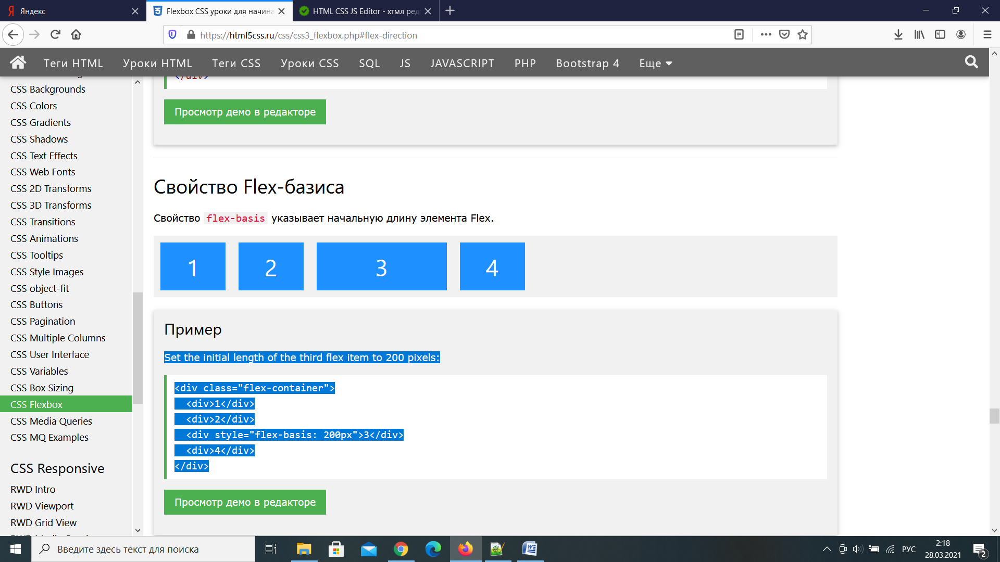 Яндекс
Flexbox CSS уроки для начина
HTML CSS JS Editor - хтмл ред
https://html5css.ru/css/css3_flexbox.php#flex-direction
Теги HTML Уроки HTML Теги CSS Уроки CSS SQL JS JAVASCRIPT PHP Bootstrap 4 Еще
CSS Backgrounds
CSS Colors
CSS Gradients
CSS Shadows
CSS Text Effects
CSS Web Fonts
CSS 2D Transforms
CSS 3D Transforms
CSS Transitions
CSS Animations
CSS Tooltips
CSS Style Images
CSS object-fit
CSS Buttons
CSS Pagination
CSS Multiple Columns
CSS User Interface
CSS Variables
CSS Box Sizing
CSS Flexbox
CSS Media Queries
CSS MQ Examples
CSS Responsive
RWD Intro
RWD Viewport
RWD Grid View
</div>
Просмотр демо в редакторе
Свойство Flex-базиса
Свойство flex-basis указывает начальную длину элемента Flex.
1 2 3 4
Пример
Set the initial length of the third flex item to 200 pixels:
<div class="flex-container">
  <div>1</div>
  <div>2</div>
  <div style="flex-basis: 200px">3</div>
  <div>4</div>
</div>
Просмотр демо в редакторе
Введите здесь текст для поиска
РУС
2:18
28.03.2021
2